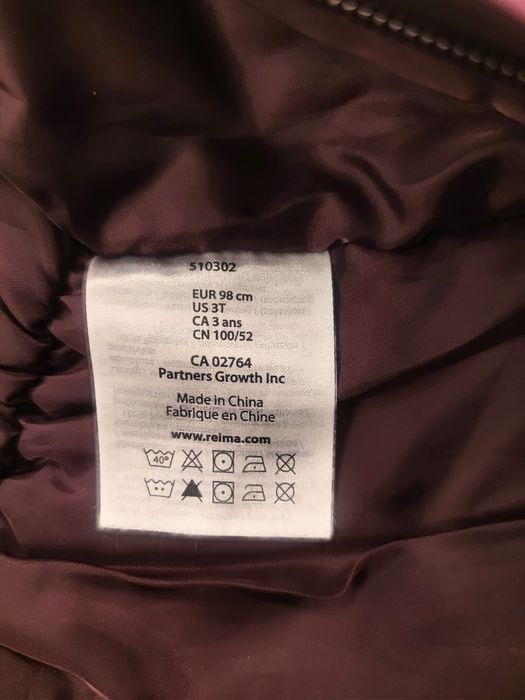 510302
EUR 98 cm
US 3T
CA 3 ans
CN 100/52
CA 02764
Partners Growth Inc
Made in China
Fabrique en Chine
www.reima.com
40°